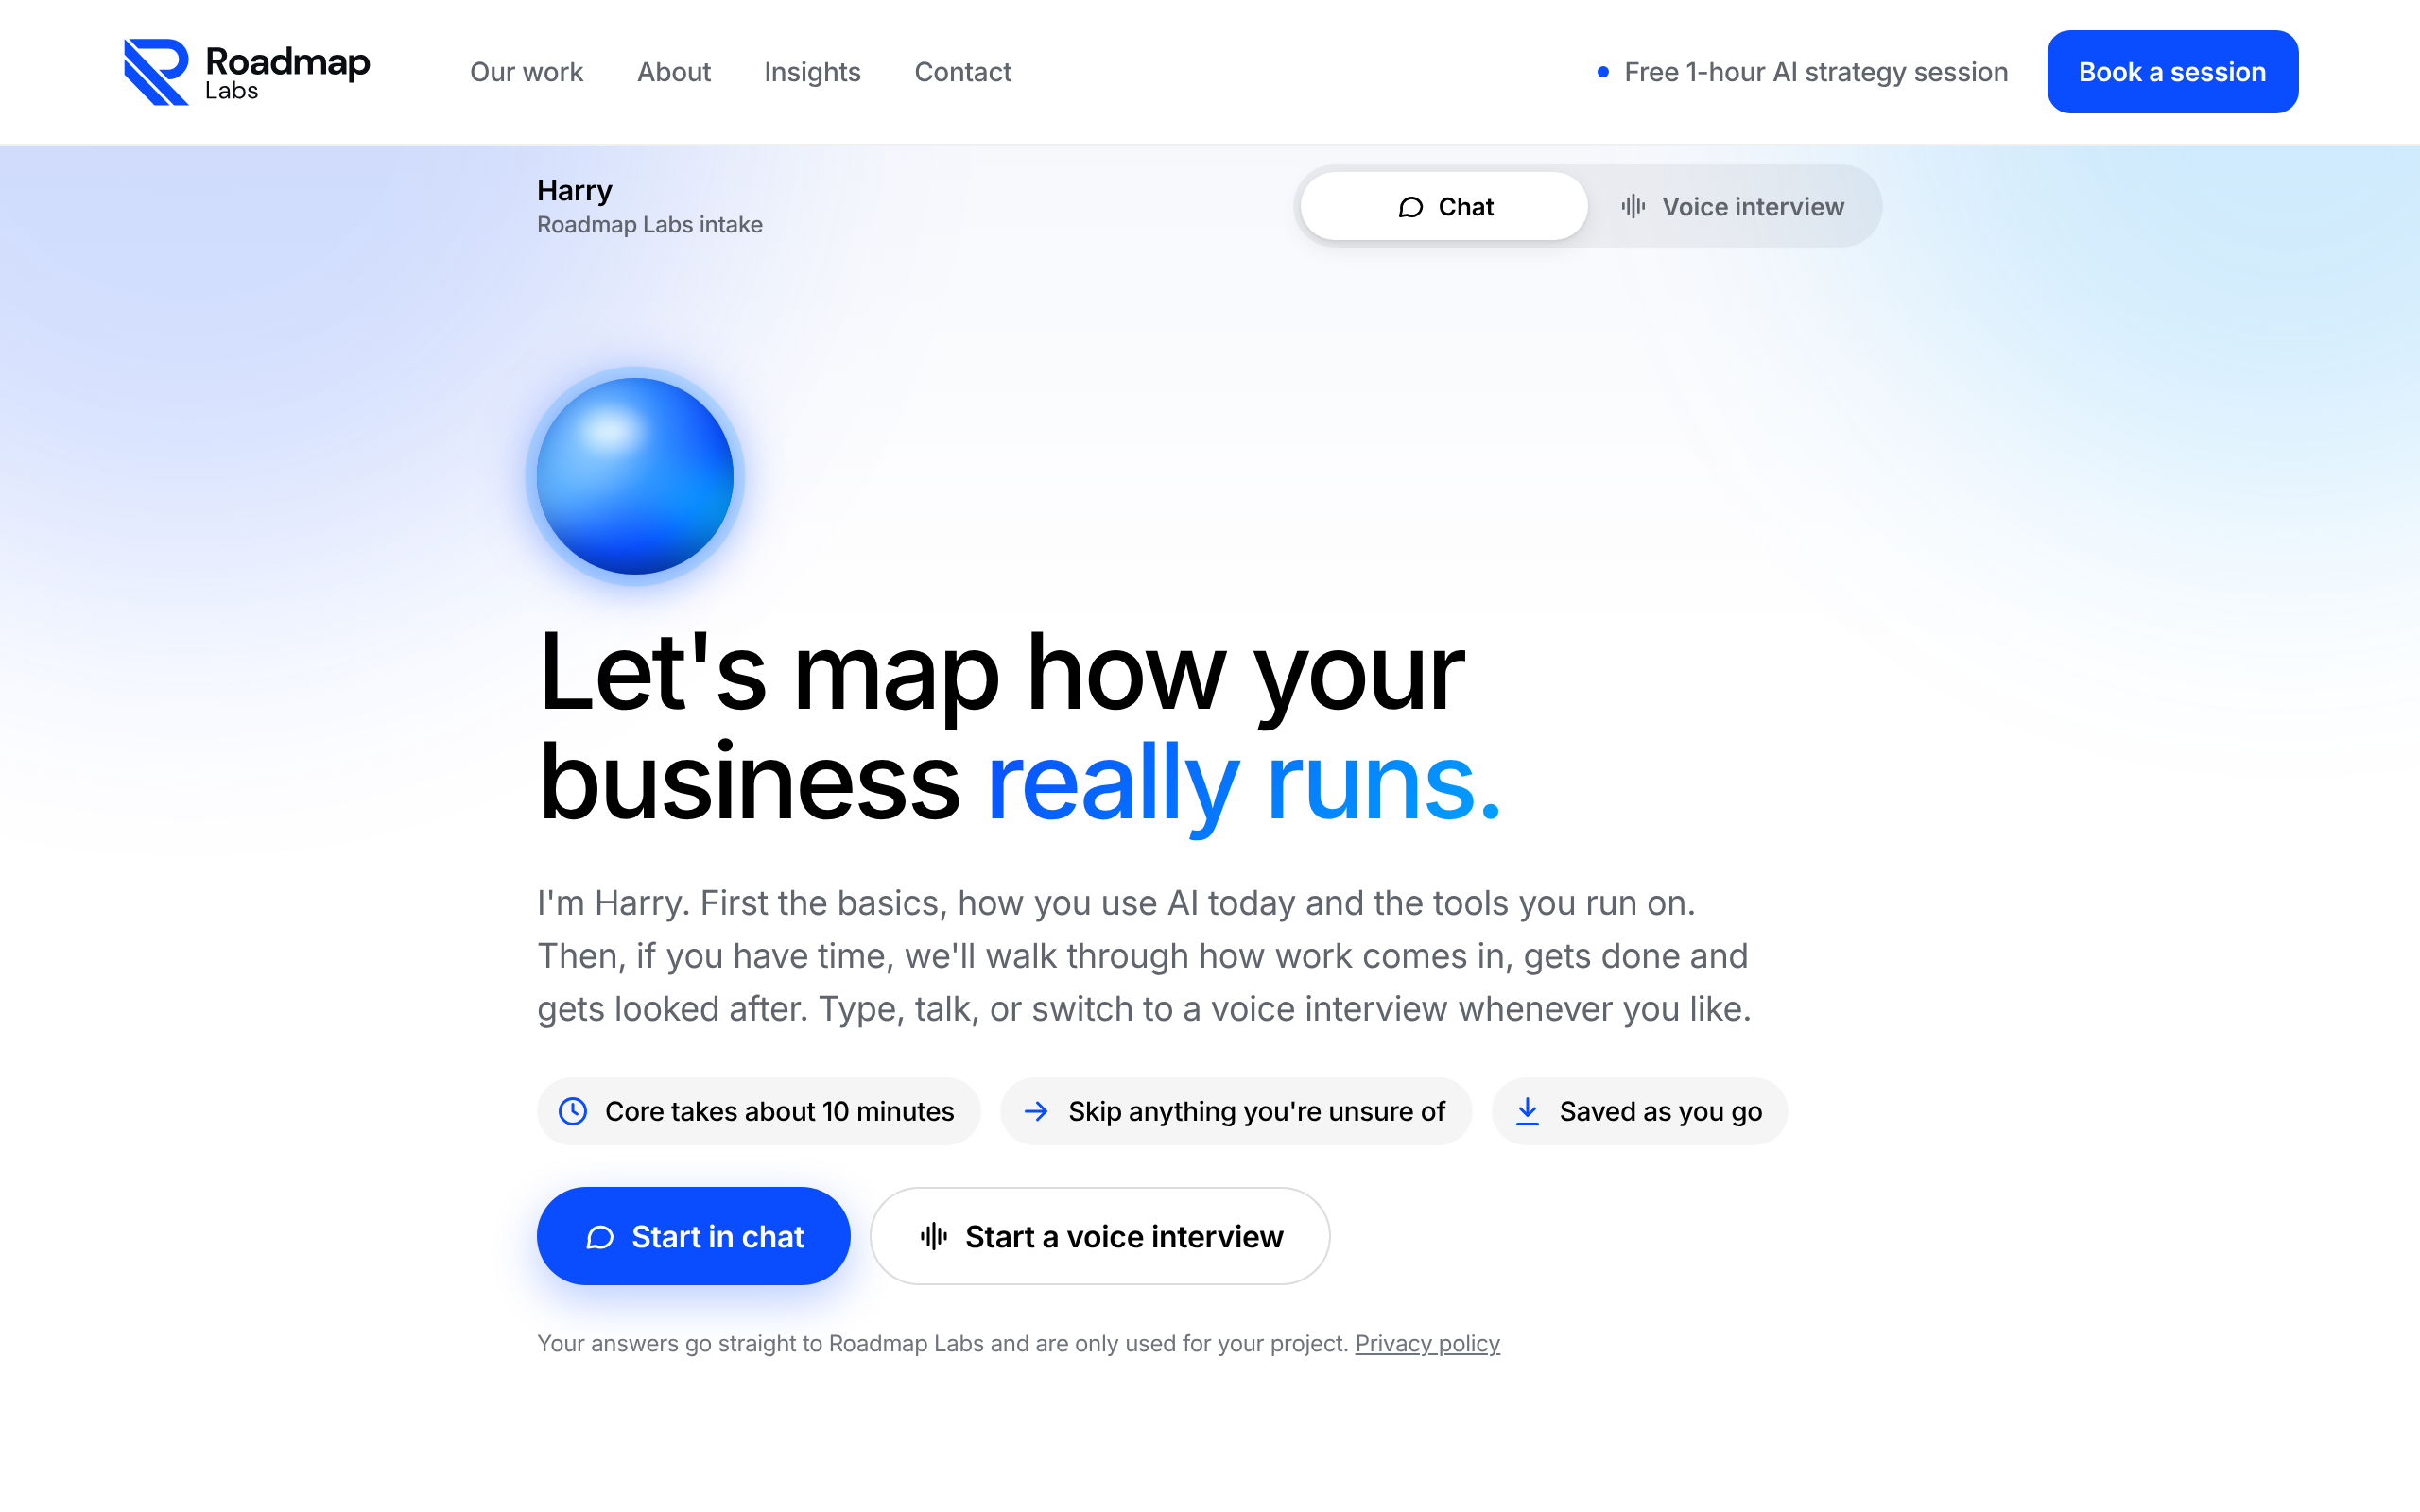 Roadmap
Labs
Our work
About
Insights
Contact
Free 1-hour AI strategy session
Book a session
Harry
Roadmap Labs intake
Chat
Voice interview
Let's map how your
business really runs.
I'm Harry. First the basics, how you use AI today and the tools you run on.
Then, if you have time, we'll walk through how work comes in, gets done and
gets looked after. Type, talk, or switch to a voice interview whenever you like.
Core takes about 10 minutes
Skip anything you're unsure of
Saved as you go
Start in chat
Start a voice interview
Your answers go straight to Roadmap Labs and are only used for your project. Privacy policy